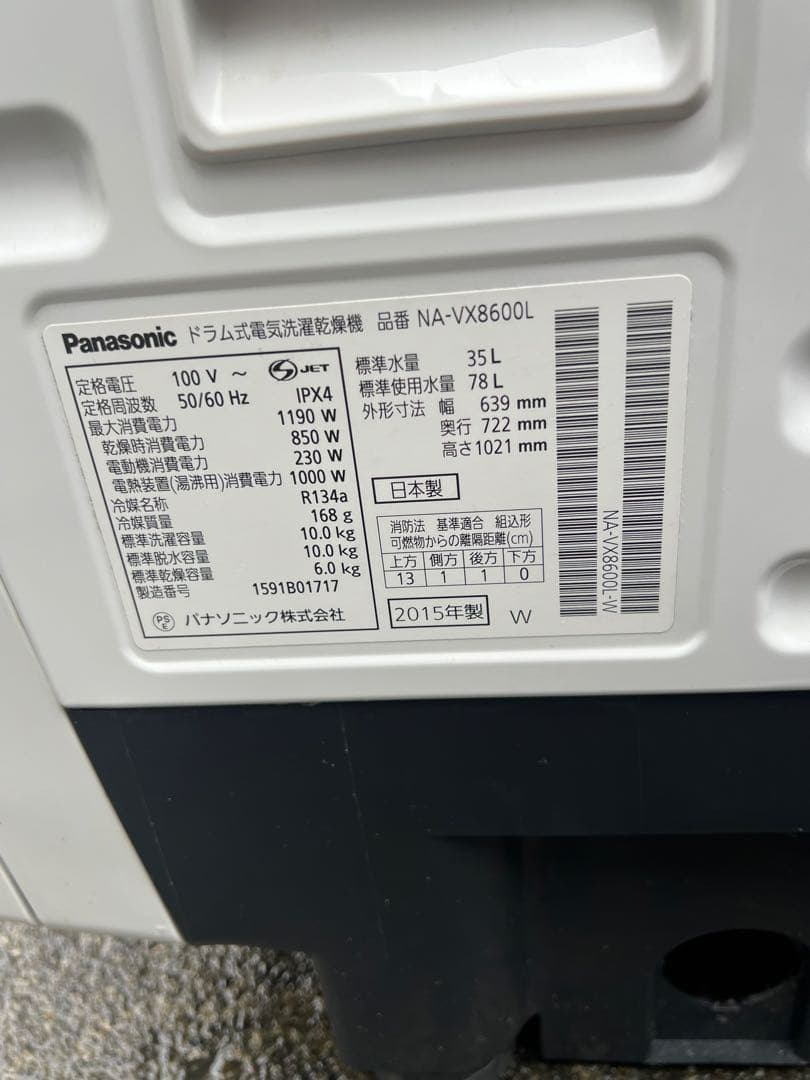 Panasonic ドラム式電気洗濯乾燥機 品番 NA-VX8600L
定格電圧 100 V ～ S JET
定格周波数 50/60 Hz IPX4
最大消費電力 1190 W
乾燥時消費電力 850 W
電動機消費電力 230 W
電熱装置(湯沸用)消費電力 1000 W
冷媒名称 R134a
冷媒質量 168 g
標準洗濯容量 10.0 kg
標準脱水容量 10.0 kg
標準乾燥容量 6.0 kg
製造番号 1591B01717
PSE パナソニック株式会社
標準水量 35 L
標準使用水量 78 L
外形寸法 幅 639 mm
奥行 722 mm
高さ 1021 mm
日本製
消防法 基準適合 組込形
可燃物からの離隔距離(cm)
上方 側方 後方 下方
13 1 1 0
2015年製 W
NA-VX8600L-W